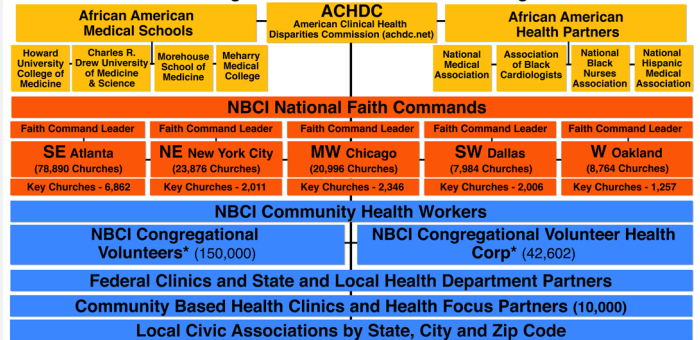 African American
Medical Schools
ACHDC
American Clinical Health
Disparities Commission (achdc.net)
African American
Health Partners
Howard
University
College of
Medicine
Charles R.
Drew University
of Medicine
& Science
Morehouse
School of
Medicine
Meharry
Medical
College
National
Medical
Association
Association
of Black
Cardiologists
National
Black
Nurses
Association
National
Hispanic
Medical
Association
NBCI National Faith Commands
Faith Command Leader
Faith Command Leader
Faith Command Leader
Faith Command Leader
Faith Command Leader
SE Atlanta
(78,890 Churches)
NE New York City
(23,876 Churches)
MW Chicago
(20,996 Churches)
SW Dallas
(7,984 Churches)
W Oakland
(8,764 Churches)
Key Churches - 6,862
Key Churches - 2,011
Key Churches - 2,346
Key Churches - 2,006
Key Churches - 1,257
NBCI Community Health Workers
NBCI Congregational
Volunteers* (150,000)
NBCI Congregational Volunteer Health
Corp* (42,602)
Federal Clinics and State and Local Health Department Partners
Community Based Health Clinics and Health Focus Partners (10,000)
Local Civic Associations by State, City and Zip Code